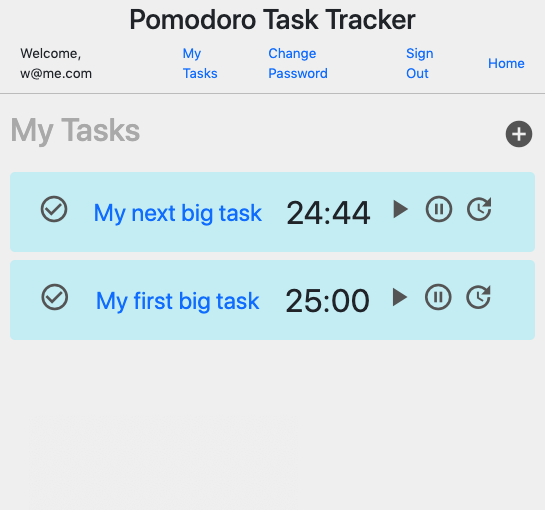 Pomodoro Task Tracker
Welcome, w@me.com
My Tasks
Change Password
Sign Out
Home
My Tasks
My next big task 24:44
My first big task 25:00